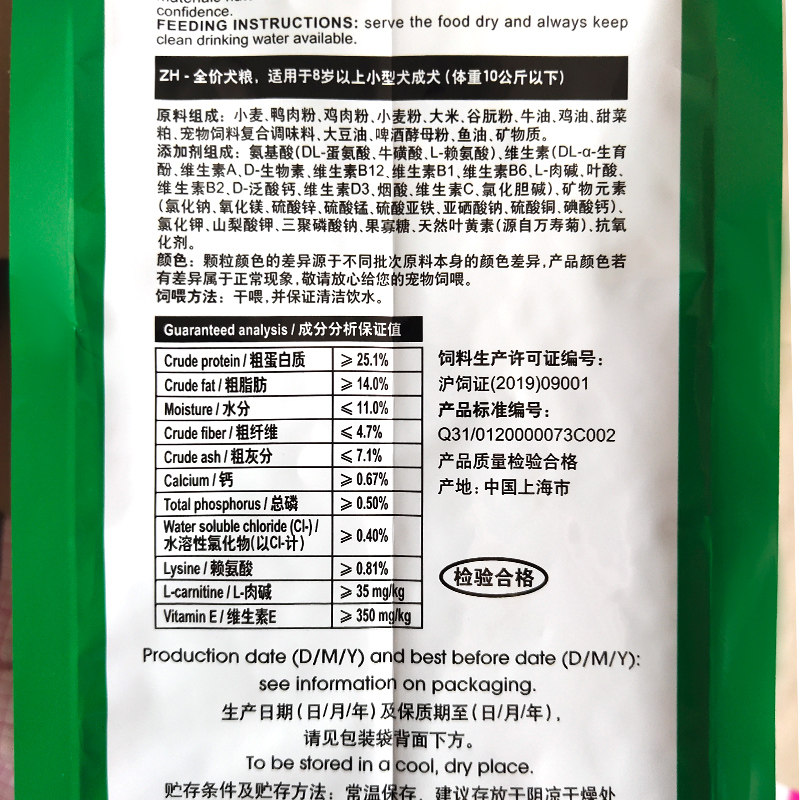 confidence.
FEEDING INSTRUCTIONS: serve the food dry and always keep
clean drinking water available.
ZH - 全价犬粮，适用于8岁以上小型犬成犬（体重10公斤以下）
原料组成：小麦、鸭肉粉、鸡肉粉、小麦粉、大米、谷朊粉、牛油、鸡油、甜菜
粕、宠物饲料复合调味料、大豆油、啤酒酵母粉、鱼油、矿物质。
添加剂组成：氨基酸（DL-蛋氨酸、牛磺酸、L-赖氨酸）、维生素（DL-α-生育
酚、维生素A、D-生物素、维生素B12、维生素B1、维生素B6、L-肉碱、叶酸、
维生素B2、D-泛酸钙、维生素D3、烟酸、维生素C、氯化胆碱）、矿物元素
（氯化钠、氧化镁、硫酸锌、硫酸锰、硫酸亚铁、亚硒酸钠、硫酸铜、碘酸钙）、
氯化钾、山梨酸钾、三聚磷酸钠、果寡糖、天然叶黄素（源自万寿菊）、抗氧
化剂。
颜色：颗粒颜色的差异源于不同批次原料本身的颜色差异，产品颜色若
有差异属于正常现象，敬请放心给您的宠物饲喂。
饲喂方法：干喂，并保证清洁饮水。
Guaranteed analysis / 成分分析保证值
Crude protein / 粗蛋白质 ⩾ 25.1%
Crude fat / 粗脂肪 ⩾ 14.0%
Moisture / 水分 ⩽ 11.0%
Crude fiber / 粗纤维 ⩽ 4.7%
Crude ash / 粗灰分 ⩽ 7.1%
Calcium / 钙 ⩾ 0.67%
Total phosphorus / 总磷 ⩾ 0.50%
Water soluble chloride (Cl-) /
水溶性氯化物(以Cl-计) ⩾ 0.40%
Lysine / 赖氨酸 ⩾ 0.81%
L-carnitine / L-肉碱 ⩾ 35 mg/kg
Vitamin E / 维生素E ⩾ 350 mg/kg
饲料生产许可证编号：
沪饲证(2019)09001
产品标准编号：
Q31/0120000073C002
产品质量检验合格
产地：中国上海市
检验合格
Production date (D/M/Y) and best before date (D/M/Y):
see information on packaging.
生产日期（日/月/年）及保质期至（日/月/年），
请见包装袋背面下方。
To be stored in a cool, dry place.
贮存条件及贮存方法：常温保存，建议存放于阴凉干燥处